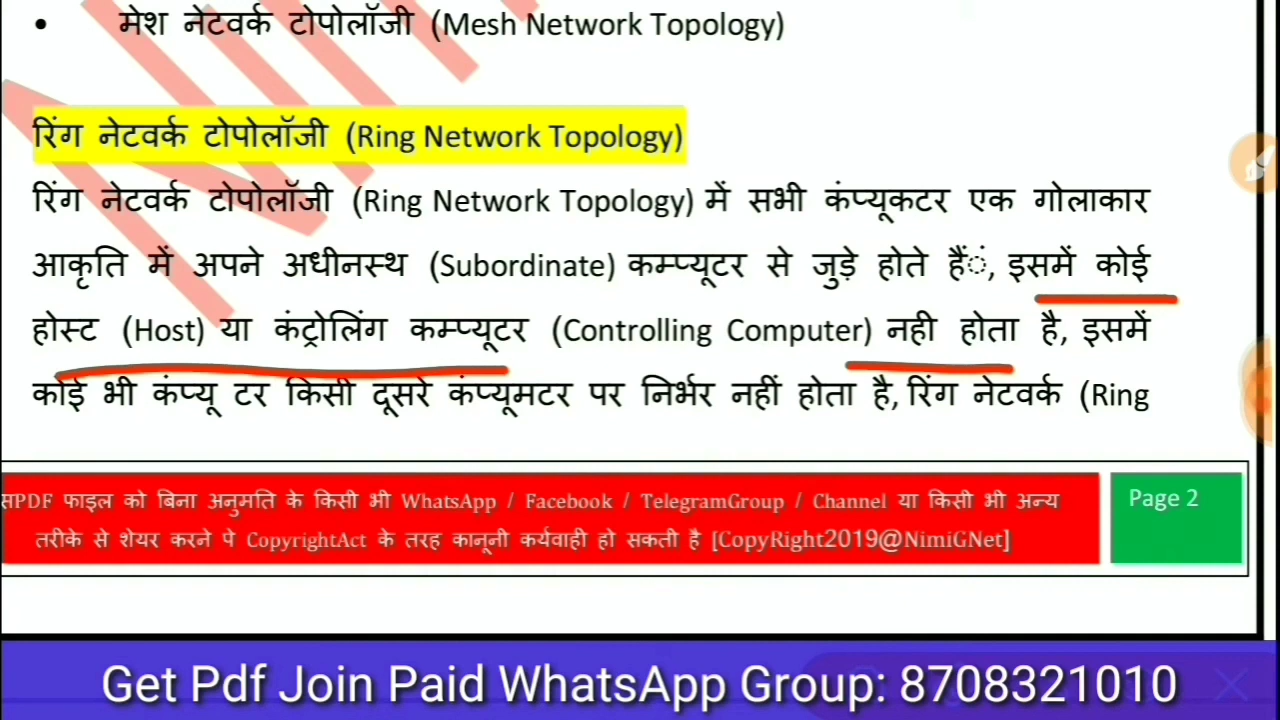 • मेश नेटवर्क टोपोलॉजी (Mesh Network Topology)
रिंग नेटवर्क टोपोलॉजी (Ring Network Topology)
रिंग नेटवर्क टोपोलॉजी (Ring Network Topology) में सभी कंप्यूकटर एक गोलाकार
आकृति में अपने अधीनस्थ (Subordinate) कम्प्यूटर से जुड़े होते हैंं, इसमें कोई
होस्ट (Host) या कंट्रोलिंग कम्प्यूटर (Controlling Computer) नही होता है, इसमें
कोई भी कंप्यू टर किसी दूसरे कंप्यूमटर पर निर्भर नहीं होता है, रिंग नेटवर्क (Ring
सPDF फाइल को बिना अनुमति के किसी भी WhatsApp / Facebook / TelegramGroup / Channel या किसी भी अन्य
तरीके से शेयर करने पे CopyrightAct के तरह कानूनी कर्यवाही हो सकती है [CopyRight2019@NimiGNet]
Page 2
Get Pdf Join Paid WhatsApp Group: 8708321010